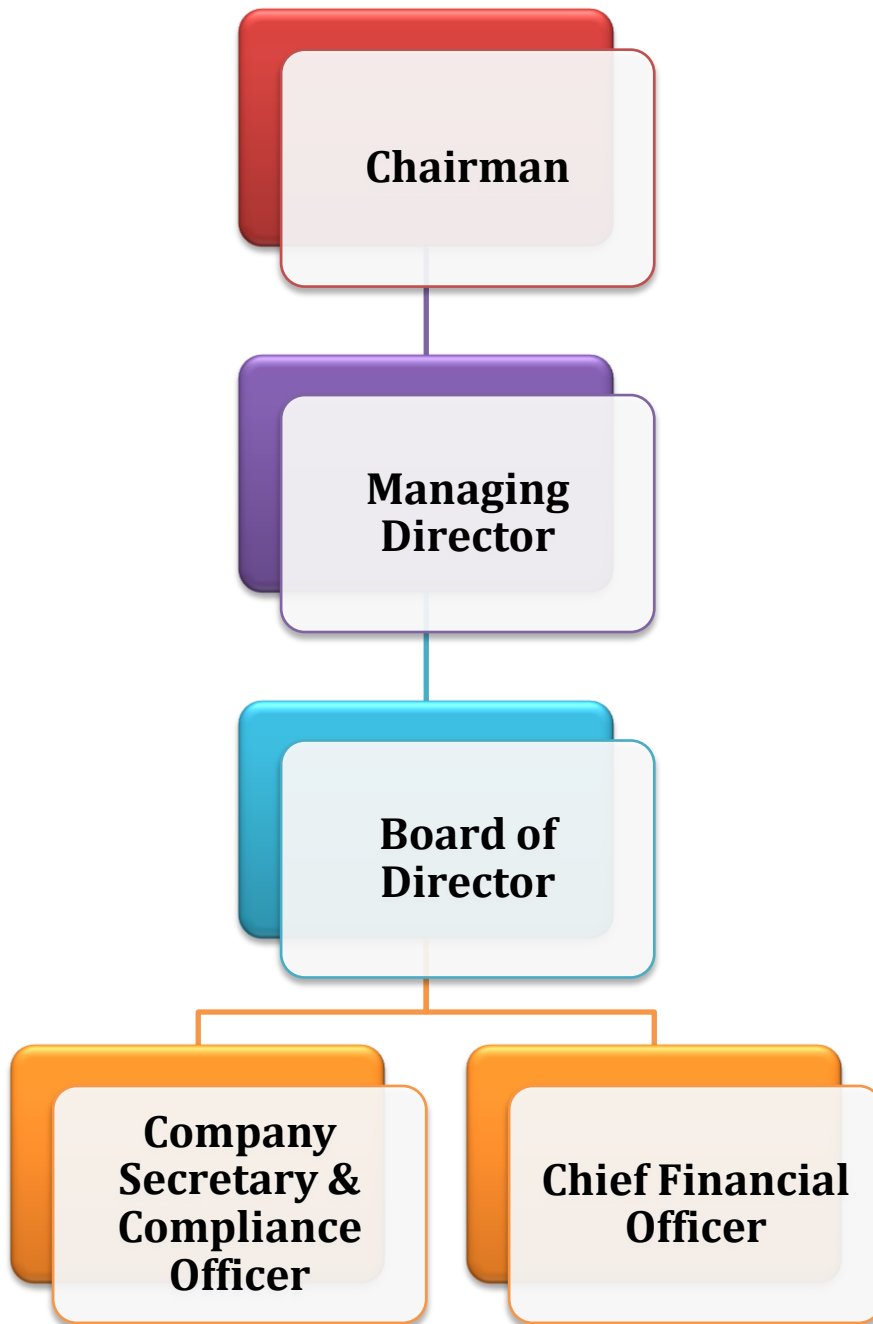 Chairman
Managing
Director
Board of
Director
Company
Secretary &
Compliance
Officer
Chief Financial
Officer